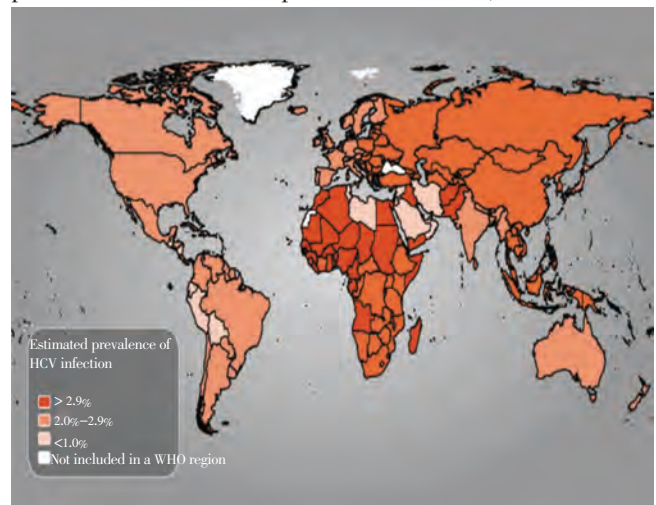 Estimated prevalence of
HCV infection
> 2.9%
2.0%–2.9%
<1.0%
Not included in a WHO region